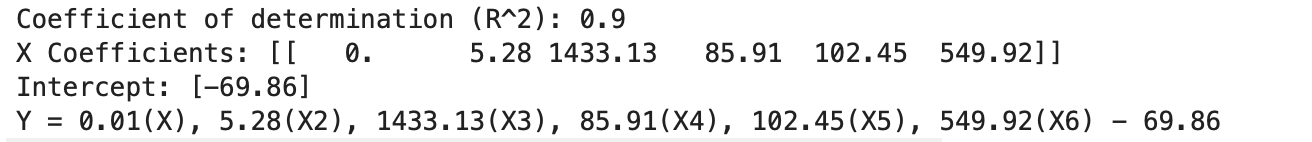 Coefficient of determination (R^2): 0.9
X Coefficients: [[   0.      5.28 1433.13   85.91  102.45  549.92]]
Intercept: [-69.86]
Y = 0.01(X), 5.28(X2), 1433.13(X3), 85.91(X4), 102.45(X5), 549.92(X6) - 69.86